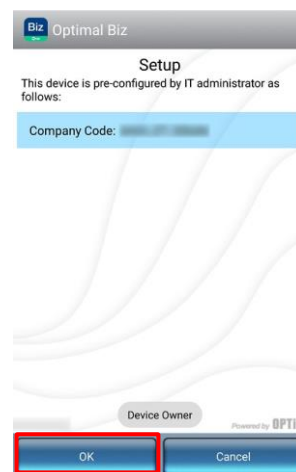 Biz
Optimal Biz
Setup
This device is pre-configured by IT administrator as
follows:
Company Code:
Device Owner
Powered by OPTi
OK
Cancel